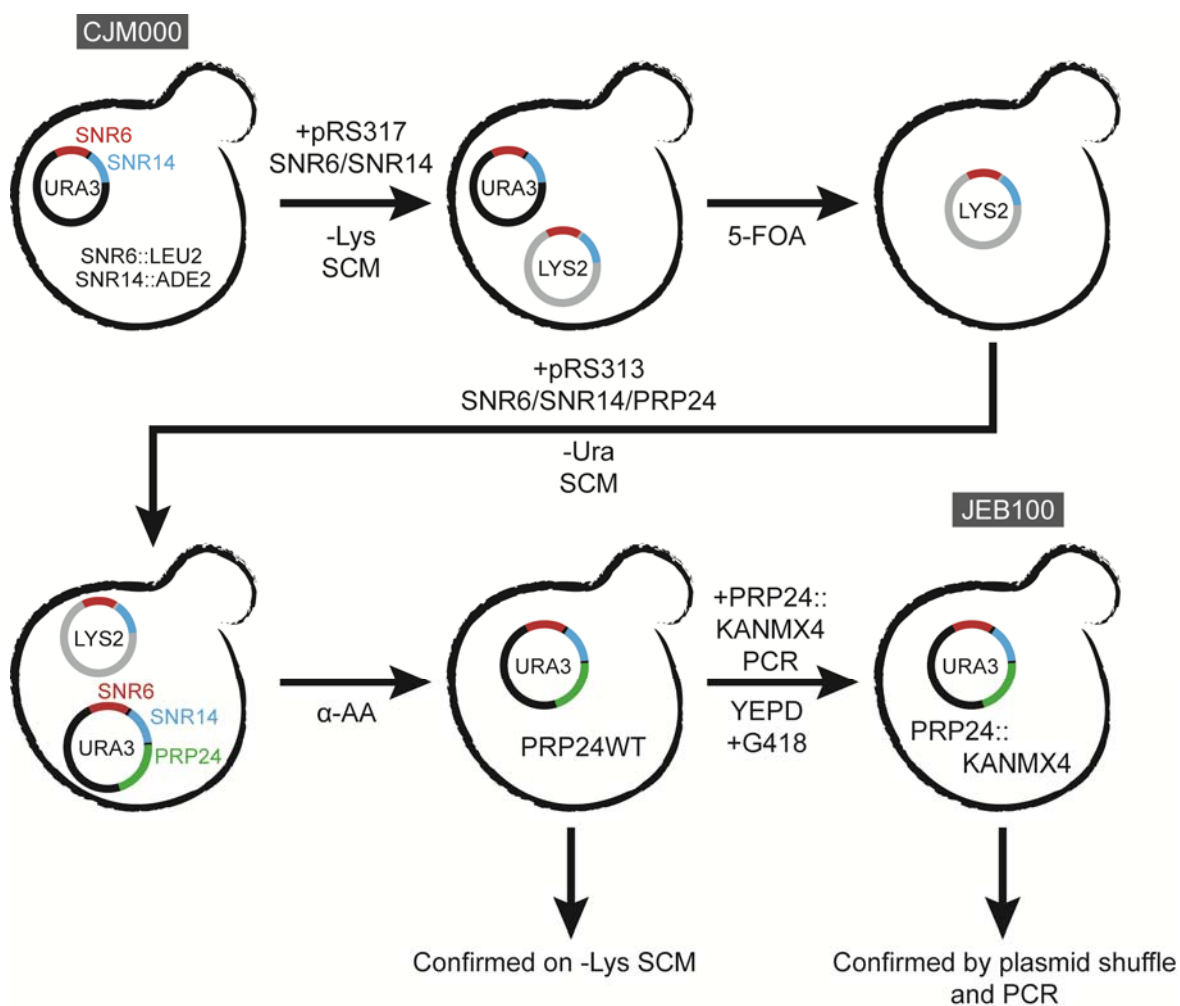 CJM000
SNR6
SNR14
URA3
SNR6::LEU2
SNR14::ADE2
+pRS317
SNR6/SNR14
-Lys
SCM
URA3
LYS2
5-FOA
LYS2
+pRS313
SNR6/SNR14/PRP24
-Ura
SCM
JEB100
LYS2
SNR6
SNR14
URA3
PRP24
α-AA
URA3
PRP24WT
+PRP24::
KANMX4
PCR
YEPD
+G418
URA3
PRP24::
KANMX4
Confirmed on -Lys SCM
Confirmed by plasmid shuffle
and PCR